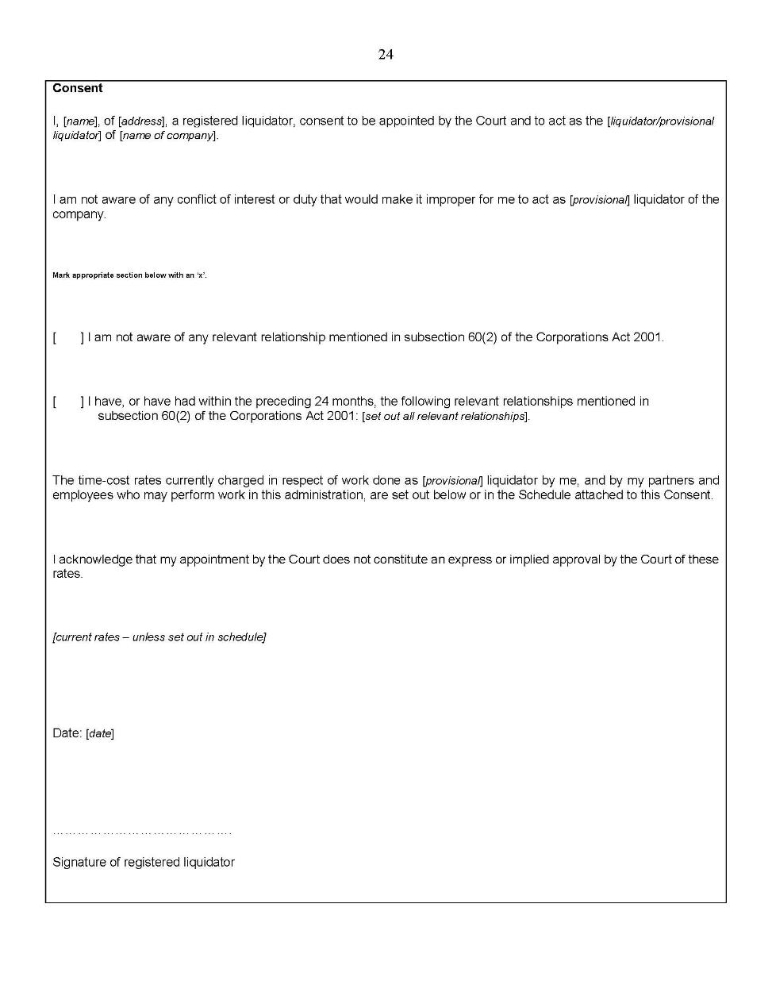 24
Consent
I, [name], of [address], a registered liquidator, consent to be appointed by the Court and to act as the [liquidator/provisional
liquidator] of [name of company].
I am not aware of any conflict of interest or duty that would make it improper for me to act as [provisional] liquidator of the
company.
Mark appropriate section below with an ‘x’.
[ ] I am not aware of any relevant relationship mentioned in subsection 60(2) of the Corporations Act 2001.
[ ] I have, or have had within the preceding 24 months, the following relevant relationships mentioned in
subsection 60(2) of the Corporations Act 2001: [set out all relevant relationships].
The time-cost rates currently charged in respect of work done as [provisional] liquidator by me, and by my partners and
employees who may perform work in this administration, are set out below or in the Schedule attached to this Consent.
I acknowledge that my appointment by the Court does not constitute an express or implied approval by the Court of these
rates.
[current rates – unless set out in schedule]
Date: [date]
…………………………………….
Signature of registered liquidator